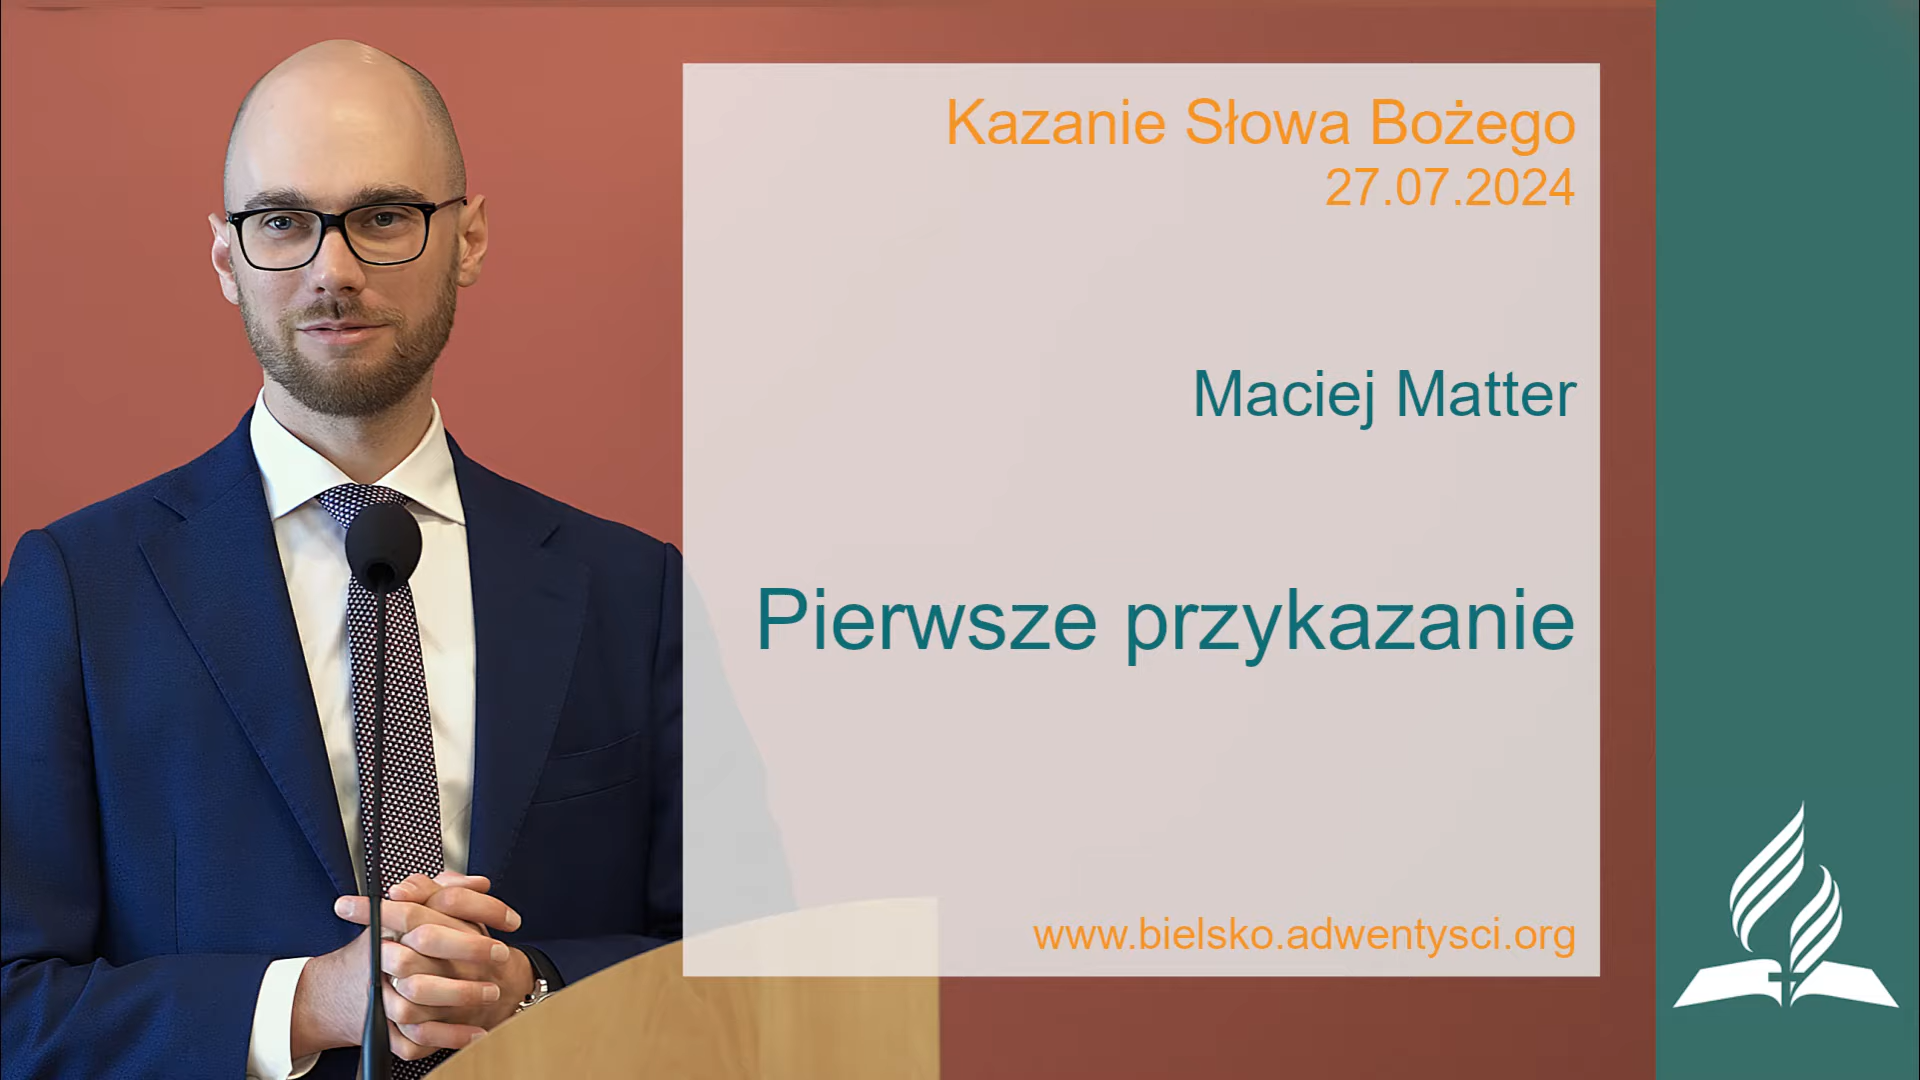 Kazanie Słowa Bożego
27.07.2024
Maciej Matter
Pierwsze przykazanie
www.bielsko.adwentysci.org